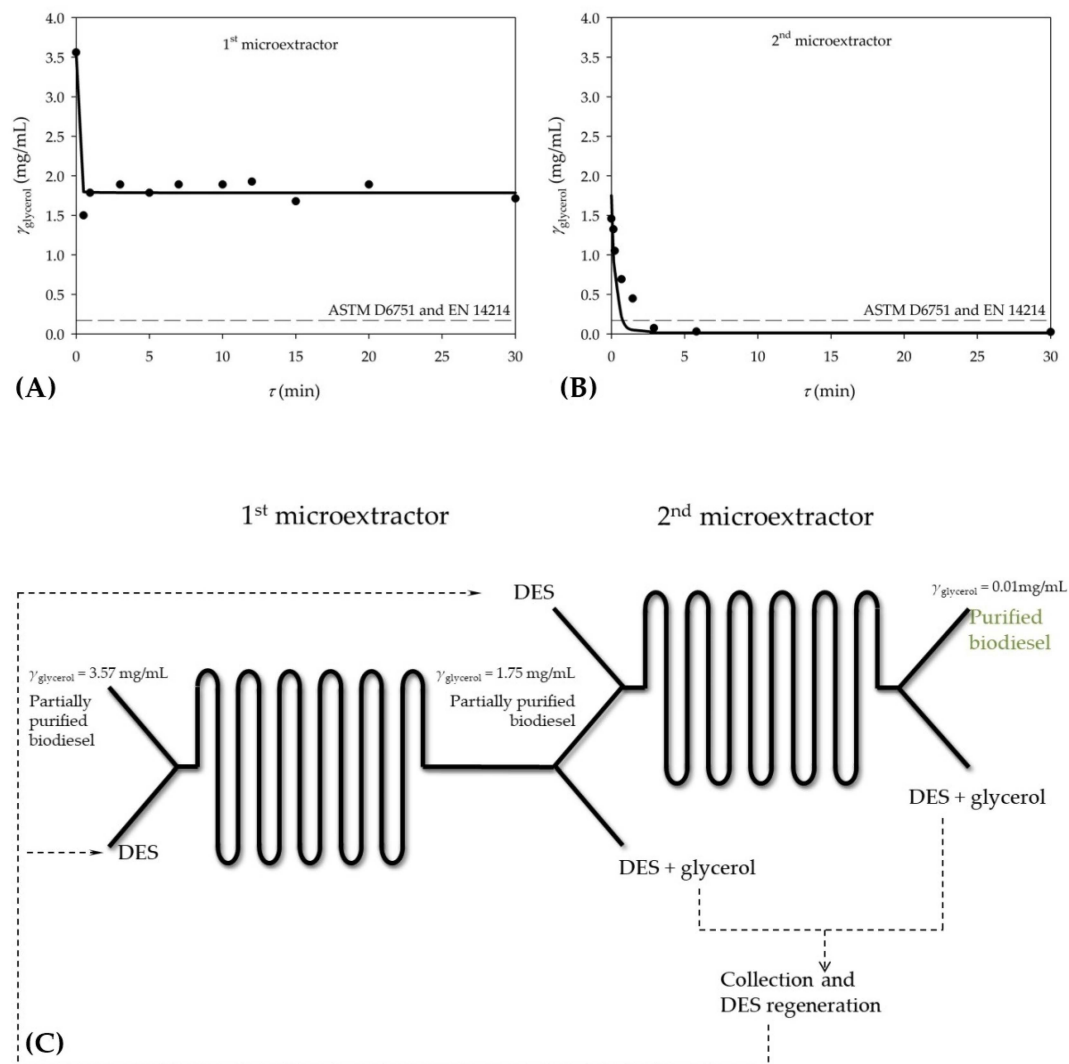 4.0
3.5
3.0
2.5
2.0
1.5
1.0
0.5
0.0
γglycerol (mg/mL)
1st microextractor
ASTM D6751 and EN 14214
0 5 10 15 20 25 30
τ (min)
(A)
4.0
3.5
3.0
2.5
2.0
1.5
1.0
0.5
0.0
γglycerol (mg/mL)
2nd microextractor
ASTM D6751 and EN 14214
0 5 10 15 20 25 30
τ (min)
(B)
1st microextractor
2nd microextractor
DES
γglycerol = 0.01mg/mL
Purified
biodiesel
γglycerol = 3.57 mg/mL
Partially
purified
biodiesel
γglycerol = 1.75 mg/mL
Partially purified
biodiesel
DES
DES + glycerol
DES + glycerol
Collection and
DES regeneration
(C)